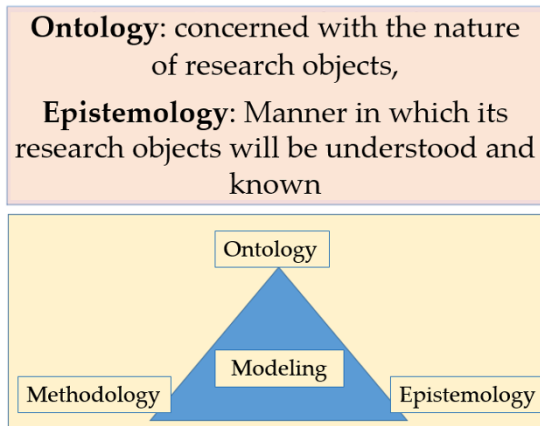 Ontology: concerned with the nature
of research objects,
Epistemology: Manner in which its
research objects will be understood and
known
Ontology
Modeling
Methodology
Epistemology